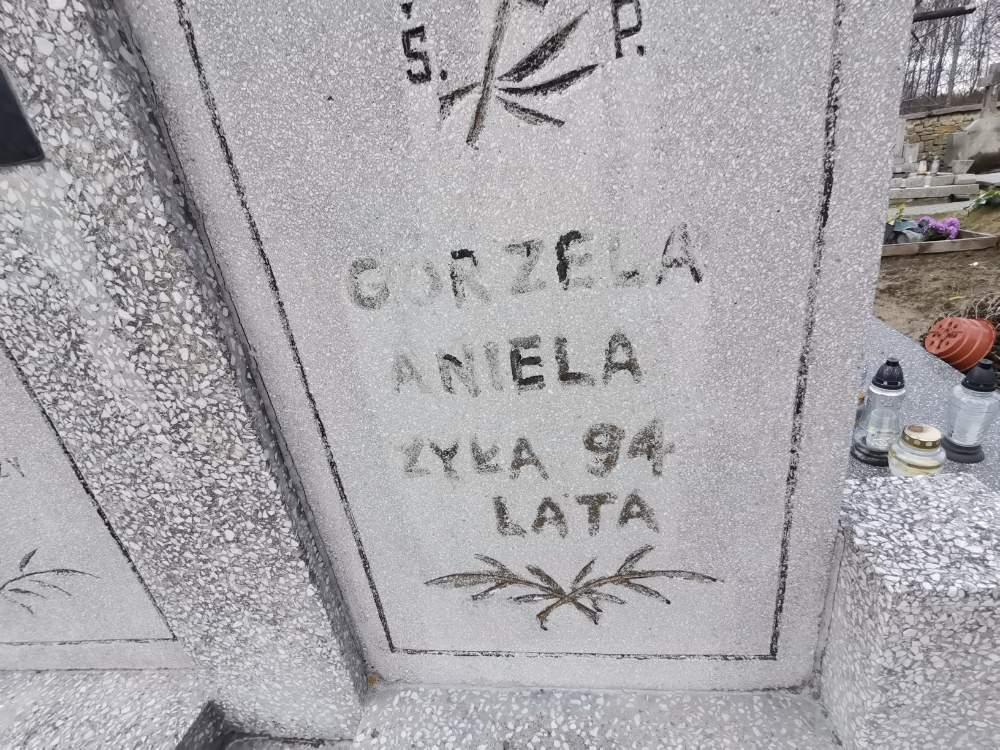 Ś. P.
GORZELA
ANIELA
ŻYŁA 94
LATA